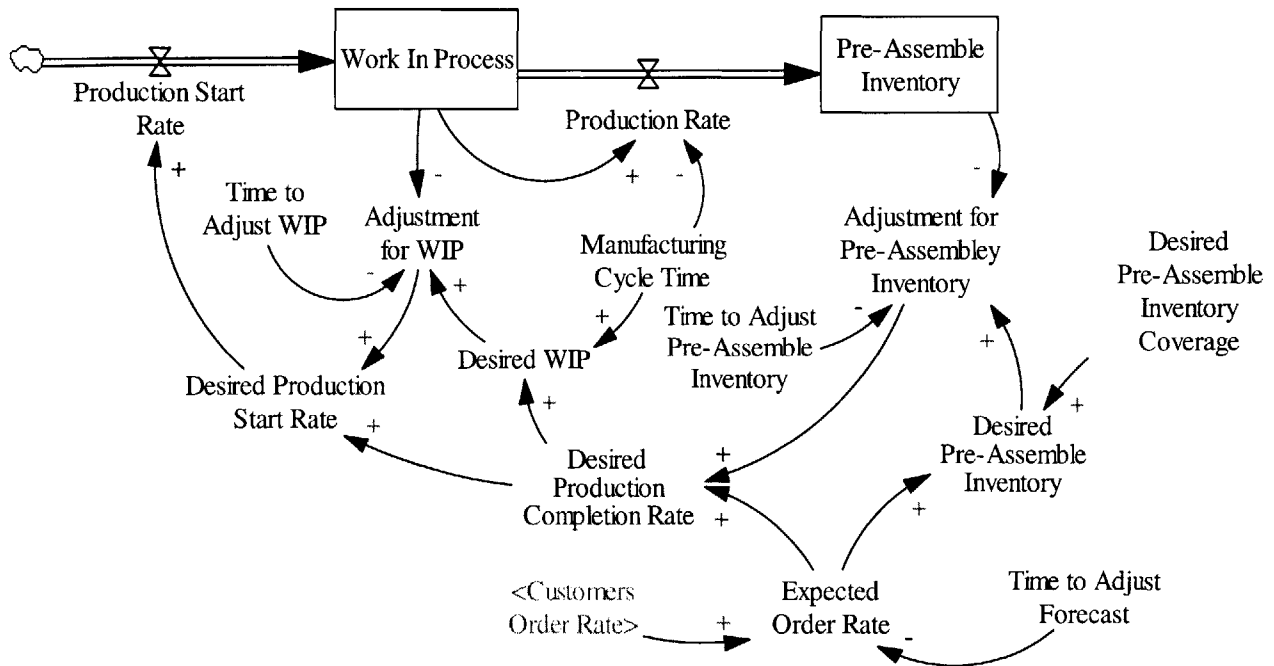 Work In Process
Pre-Assemble
Inventory
Production Start
Rate
Production Rate
+
-
+
-
-
Time to
Adjust WIP
Adjustment
for WIP
Manufacturing
Cycle Time
Adjustment for
Pre-Assembley
Inventory
Desired
Pre-Assemble
Inventory
Coverage
-
+
+
+
-
Time to Adjust
Pre-Assemble
Inventory
+
Desired WIP
Desired Production
Start Rate
+
+
+
Desired
Pre-Assemble
Inventory
+
Desired
Production
Completion Rate
+
+
+
<Customers
Order Rate>
+
Expected
Order Rate
-
Time to Adjust
Forecast